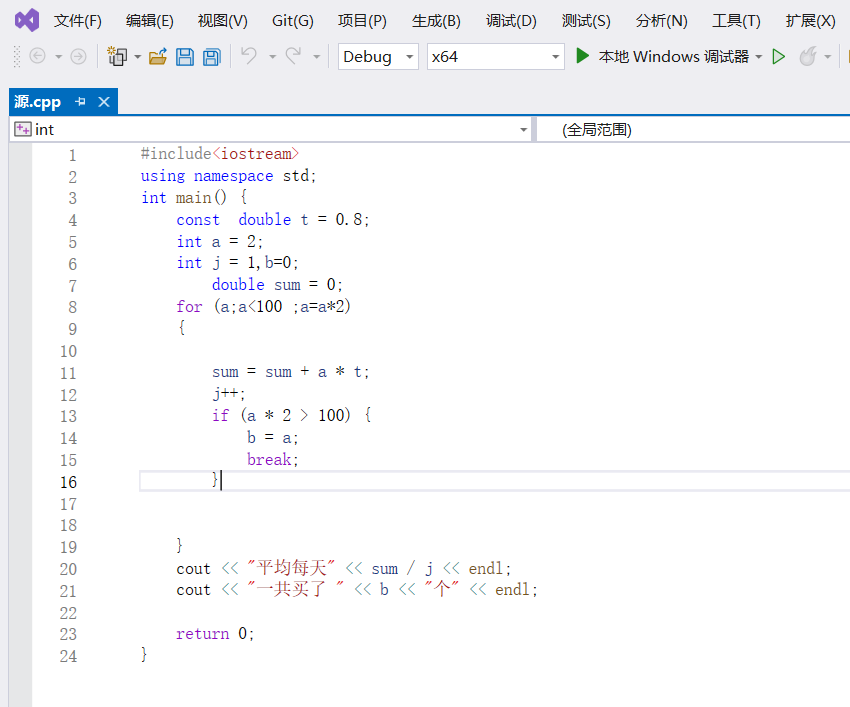 文件(F) 编辑(E) 视图(V) Git(G) 项目(P) 生成(B) 调试(D) 测试(S) 分析(N) 工具(T) 扩展(X)
Debug x64 本地 Windows 调试器
源.cpp
int (全局范围)
1 #include<iostream>
2 using namespace std;
3 int main() {
4 const  double t = 0.8;
5 int a = 2;
6 int j = 1,b=0;
7 double sum = 0;
8 for (a;a<100 ;a=a*2)
9 {
10
11 sum = sum + a * t;
12 j++;
13 if (a * 2 > 100) {
14 b = a;
15 break;
16 }
17
18
19 }
20 cout << "平均每天" << sum / j << endl;
21 cout << "一共买了 " << b << "个" << endl;
22
23 return 0;
24 }